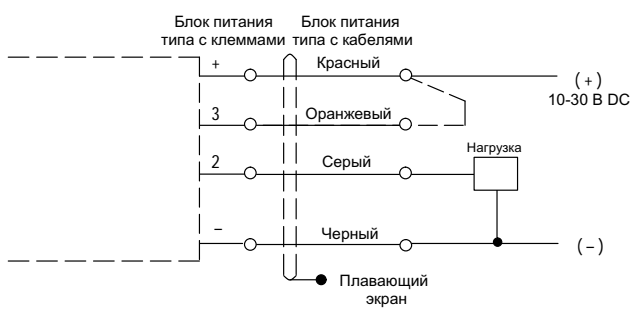 Блок питания
типа с клеммами
Блок питания
типа с кабелями
+
Красный
(+)
10-30 В DC
3
Оранжевый
2
Серый
Нагрузка
–
Черный
(–)
Плавающий
экран